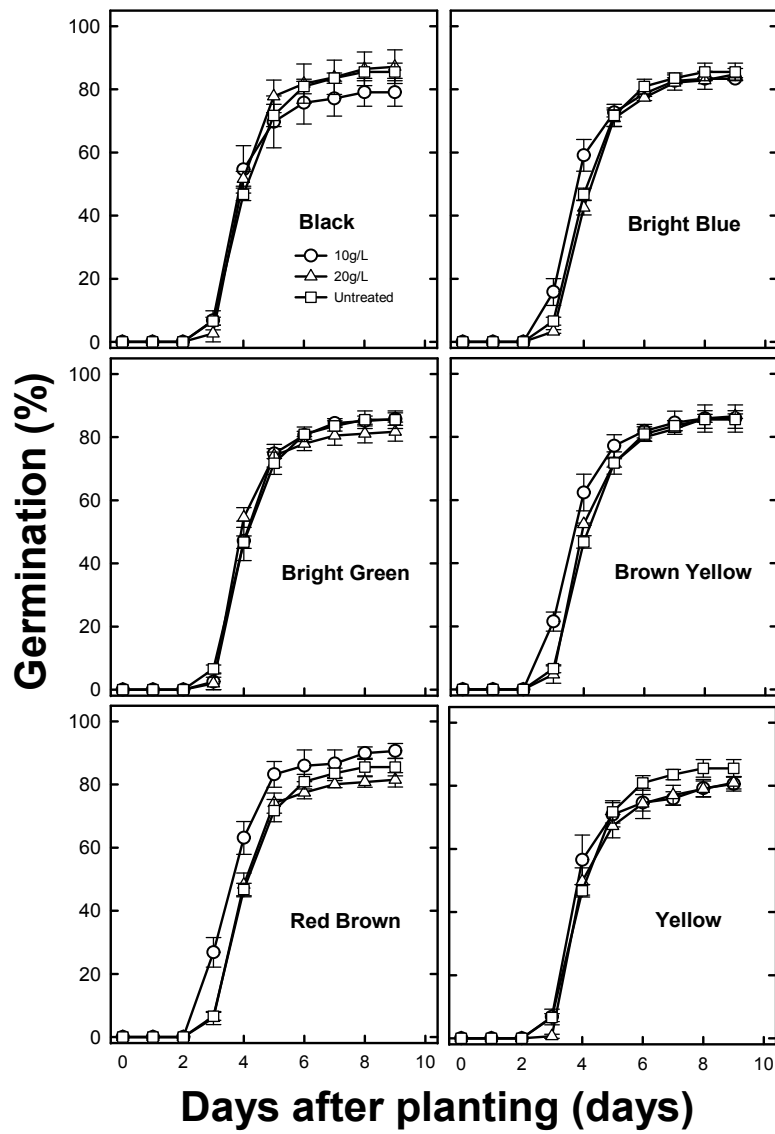 Germination (%)
100
80
60
40
20
0
Black
10g/L
20g/L
Untreated
Bright Blue
100
80
60
40
20
0
Bright Green
Brown Yellow
100
80
60
40
20
0
Red Brown
Yellow
0 2 4 6 8 10
0 2 4 6 8 10
Days after planting (days)